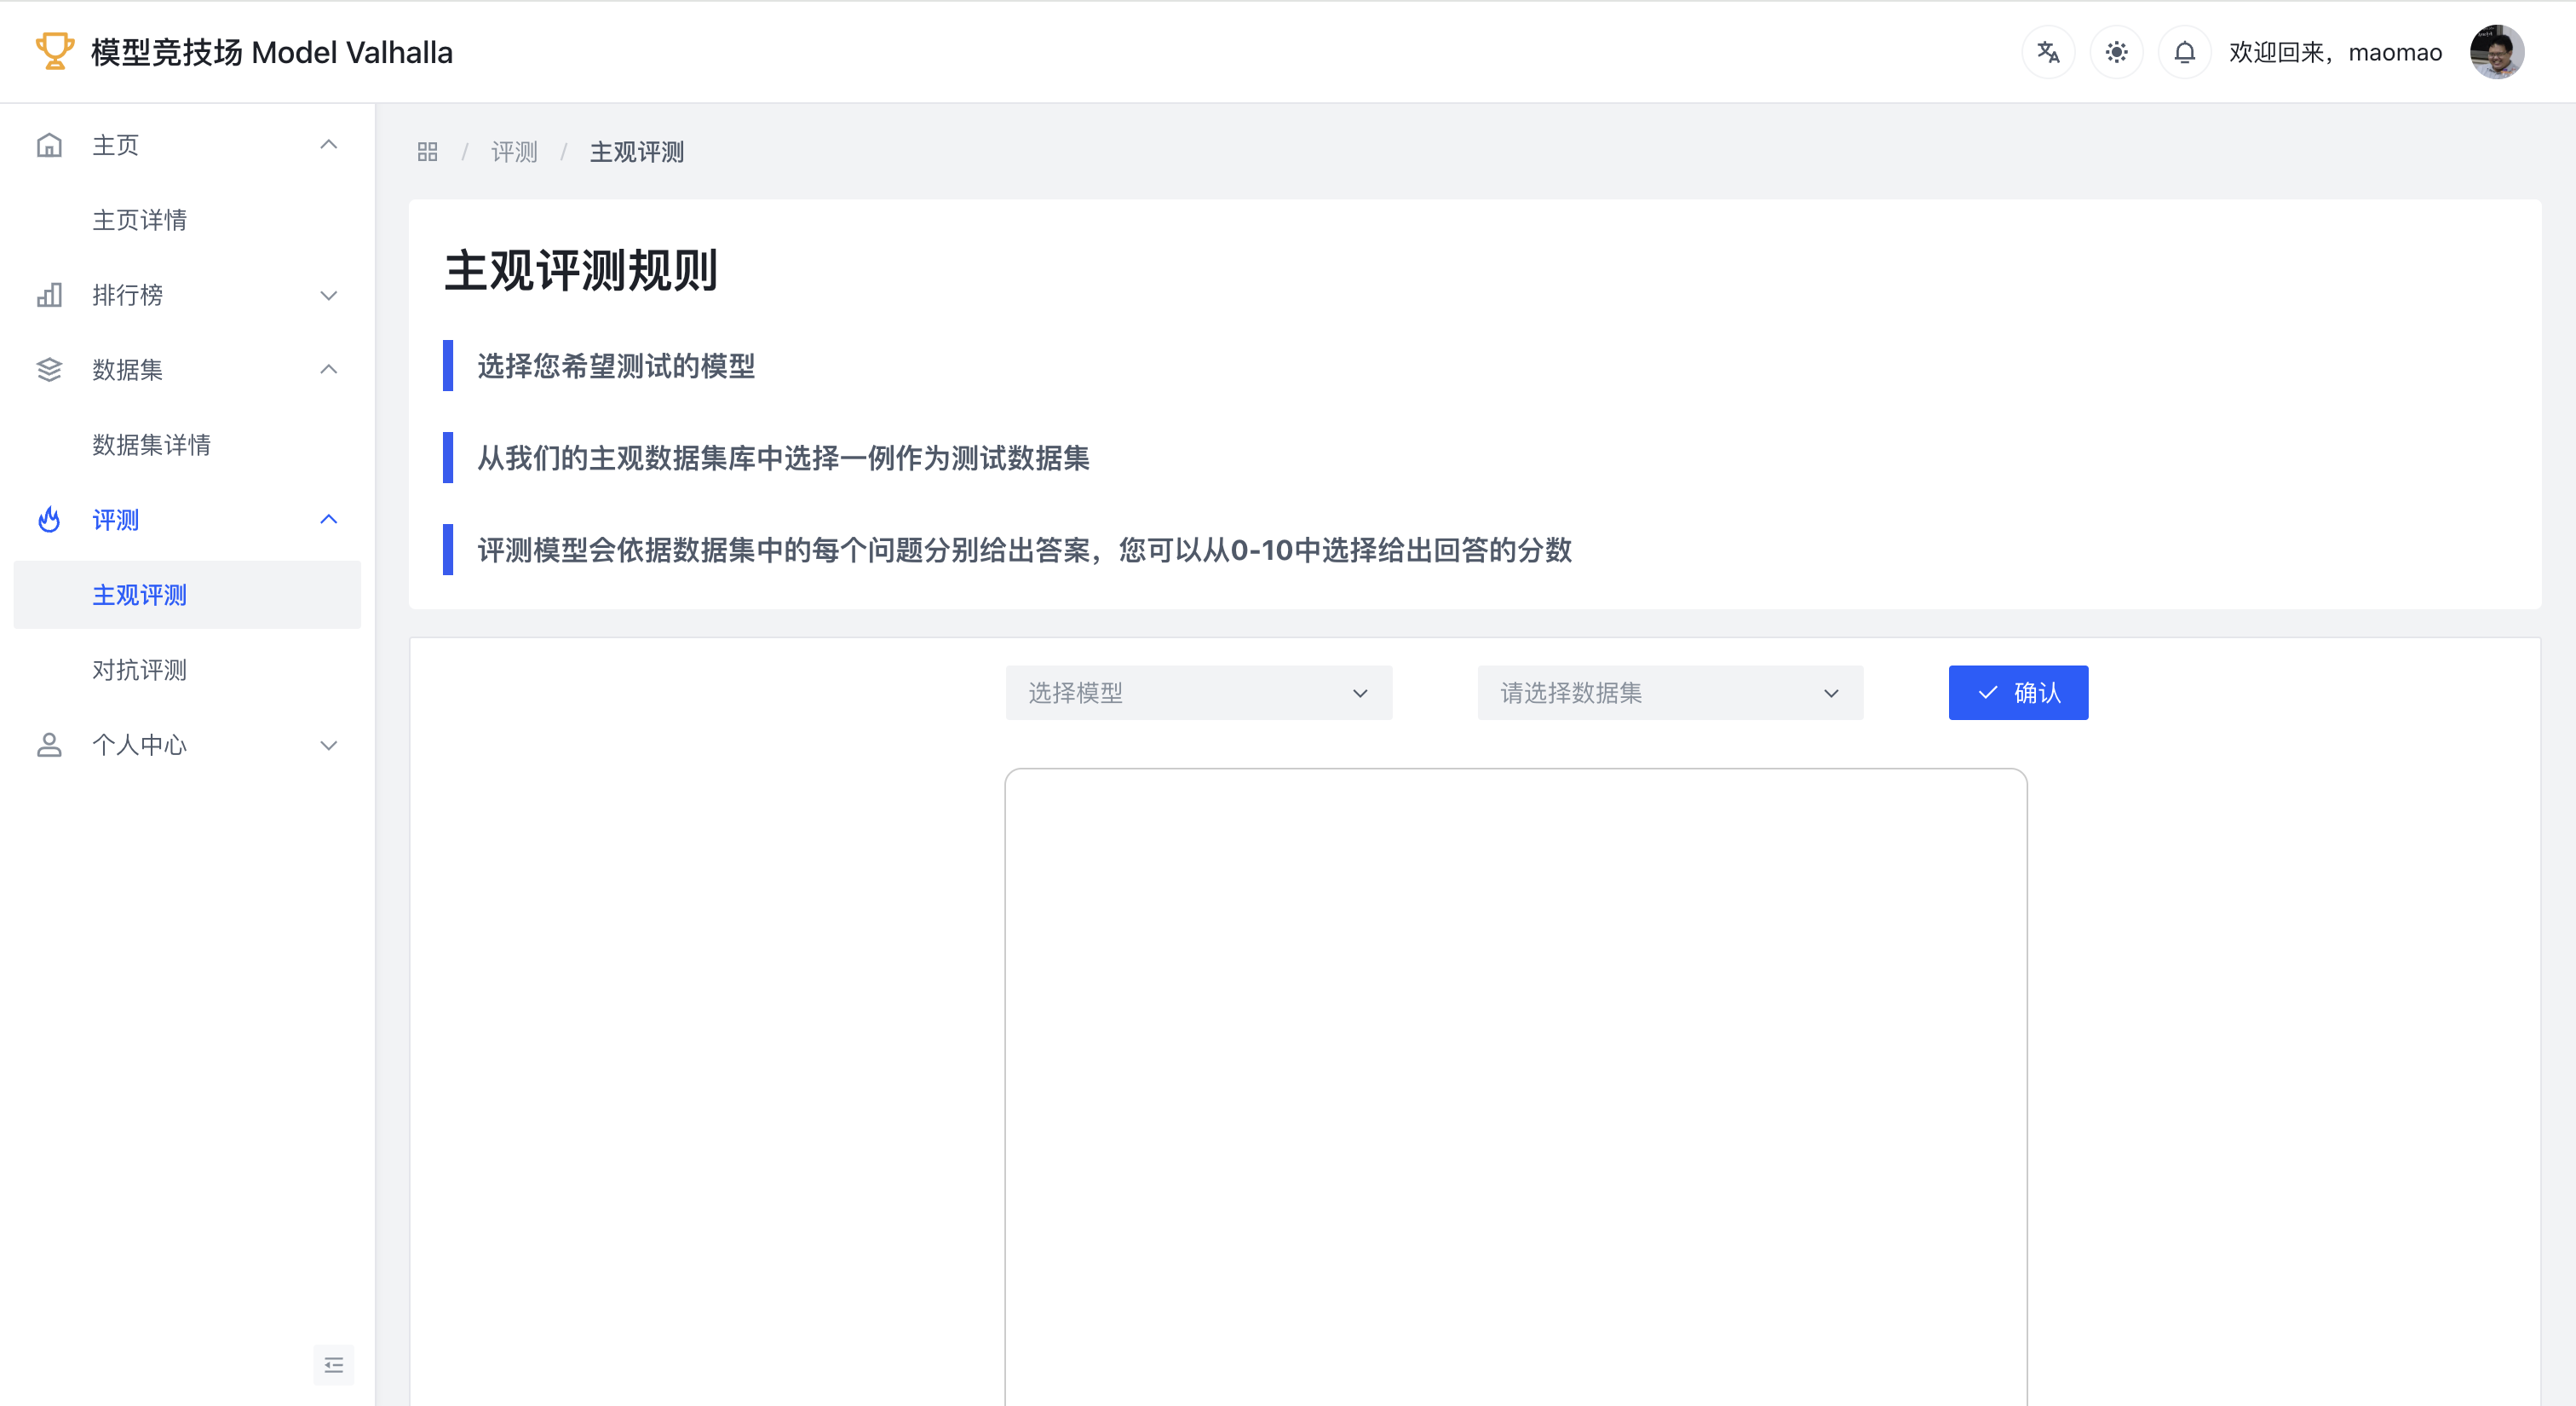 模型竞技场 Model Valhalla
欢迎回来，maomao
主页
主页详情
排行榜
数据集
数据集详情
评测
主观评测
对抗评测
个人中心
/ 评测 / 主观评测
主观评测规则
选择您希望测试的模型
从我们的主观数据集库中选择一例作为测试数据集
评测模型会依据数据集中的每个问题分别给出答案，您可以从0-10中选择给出回答的分数
选择模型
请选择数据集
确认